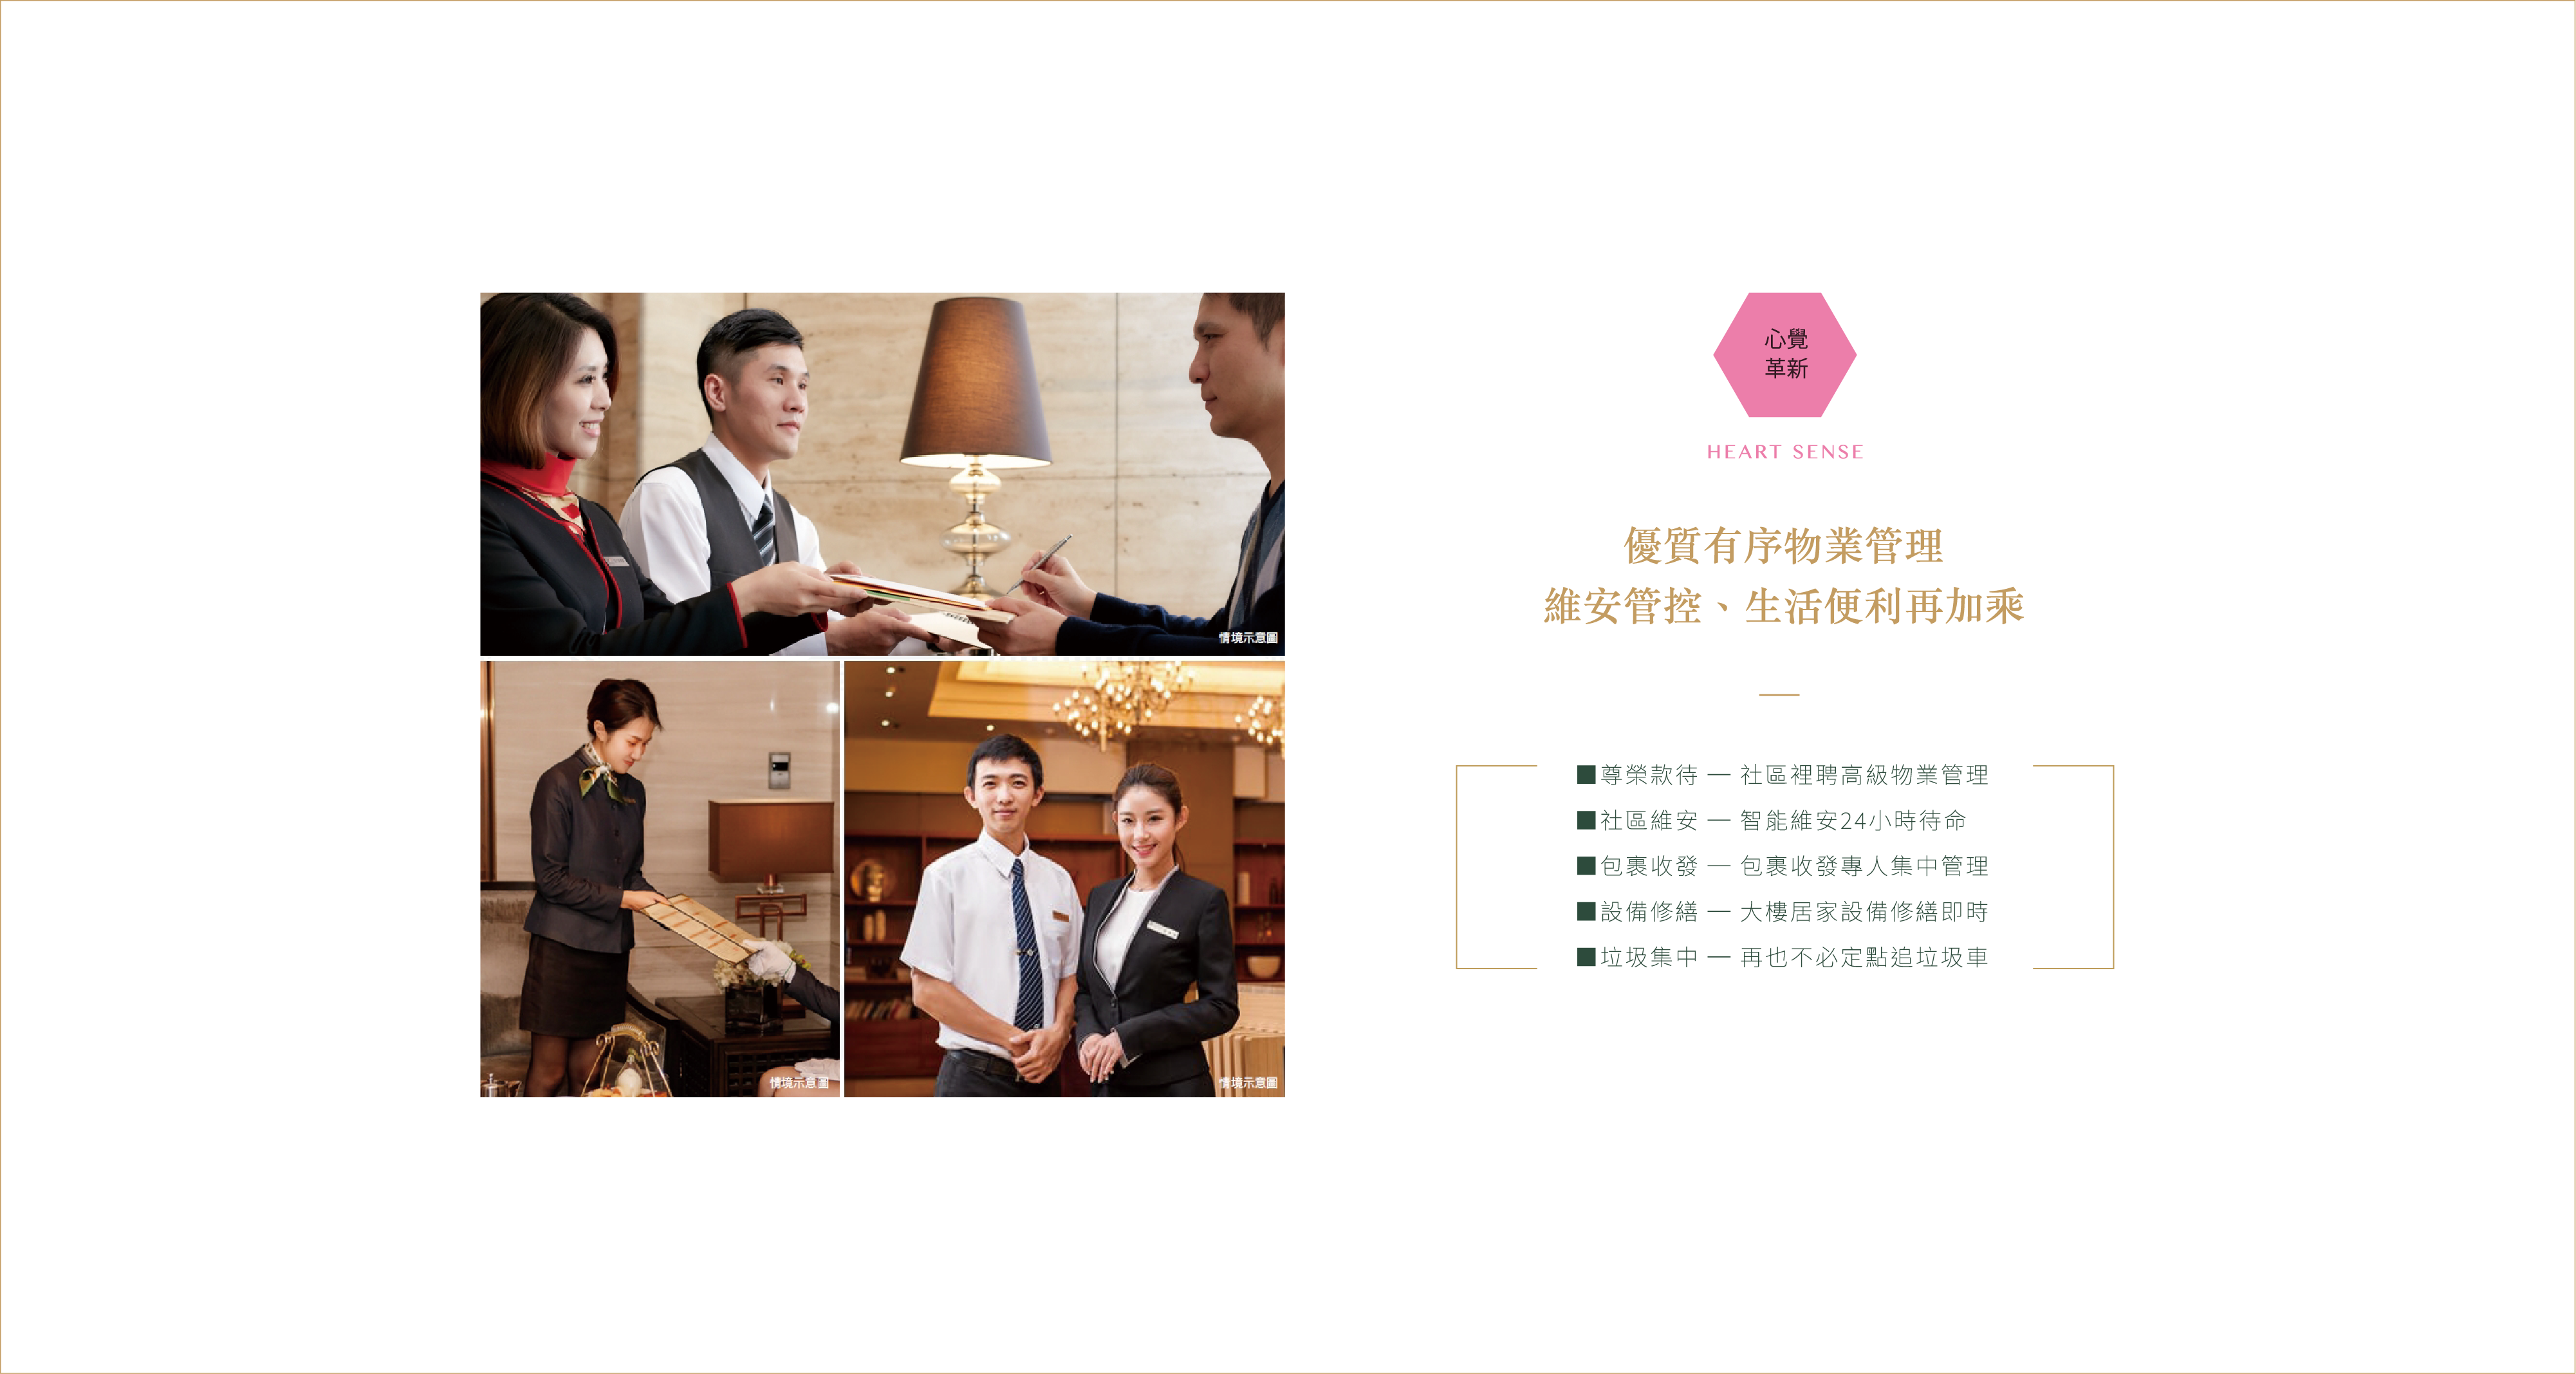 情境示意圖
情境示意圖
情境示意圖
心覺
革新
HEART SENSE
優質有序物業管理
維安管控、生活便利再加乘
■尊榮款待 — 社區裡聘高級物業管理
■社區維安 — 智能維安24小時待命
■包裹收發 — 包裹收發專人集中管理
■設備修繕 — 大樓居家設備修繕即時
■垃圾集中 — 再也不必定點追垃圾車